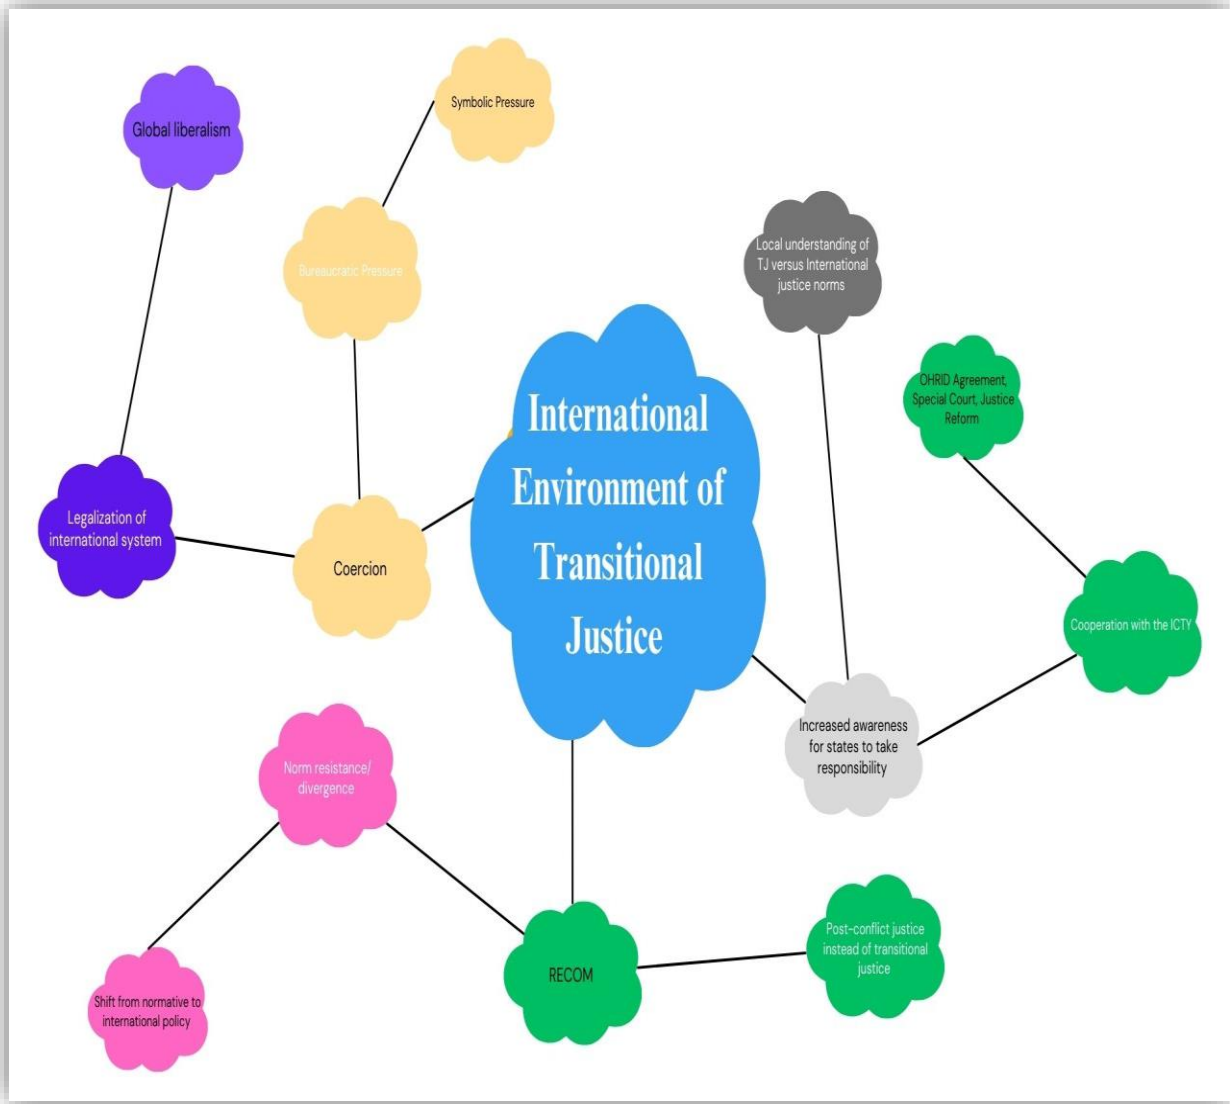 Symbolic Pressure
Global liberalism
Bureaucratic Pressure
Local understanding of
TJ versus International
justice norms
OHRID Agreement,
Special Court, Justice
Reform
International
Environment of
Transitional
Justice
Legalization of
international system
Coercion
Cooperation with the ICTY
Increased awareness
for states to take
responsibility
Norm resistance/
divergence
Post-conflict justice
instead of transitional
justice
RECOM
Shift from normative to
international policy